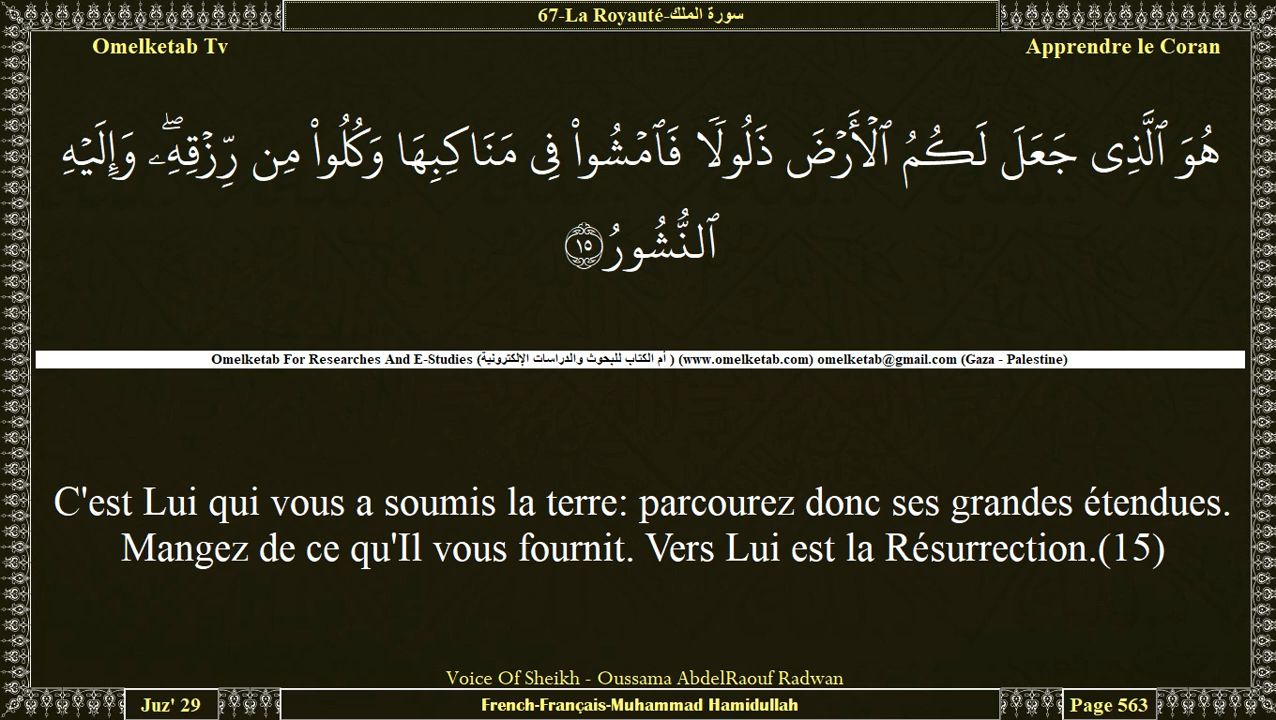 67-La Royauté-سورة الملك
Omelketab Tv
Apprendre le Coran
هُوَ ٱلَّذِى جَعَلَ لَكُمُ ٱلْأَرْضَ ذَلُولًا فَٱمْشُوا۟ فِى مَنَاكِبِهَا وَكُلُوا۟ مِن رِّزْقِهِۦ ۖ وَإِلَيْهِ
ٱلنُّشُورُ ١٥
Omelketab For Researches And E-Studies (أم الكتاب للبحوث والدراسات الإلكترونية ) (www.omelketab.com) omelketab@gmail.com (Gaza - Palestine)
C'est Lui qui vous a soumis la terre: parcourez donc ses grandes étendues.
Mangez de ce qu'Il vous fournit. Vers Lui est la Résurrection.(15)
Voice Of Sheikh - Oussama AbdelRaouf Radwan
Juz' 29
French-Français-Muhammad Hamidullah
Page 563